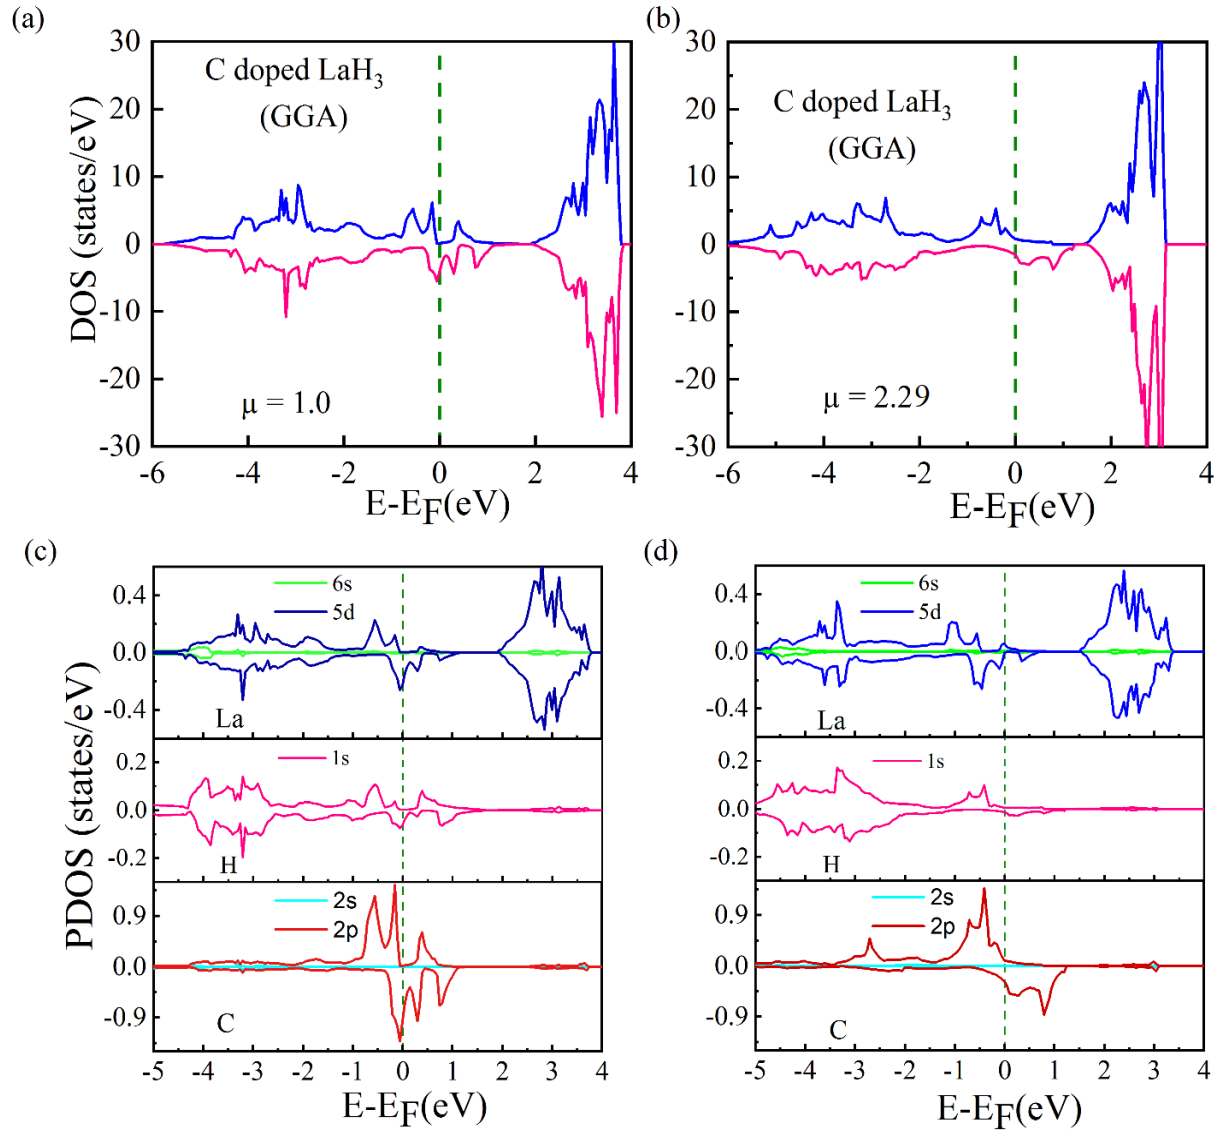 (a)
30
20
10
0
-10
-20
-30
DOS (states/eV)
C doped LaH3
(GGA)
μ = 1.0
-6
-4
-2
0
2
4
E-EF(eV)
(b)
30
20
10
0
-10
-20
-30
C doped LaH3
(GGA)
μ = 2.29
-6
-4
-2
0
2
4
E-EF(eV)
(c)
PDOS (states/eV)
0.4
0.0
-0.4
6s
5d
La
0.2
0.0
-0.2
1s
H
0.9
0.0
-0.9
2s
2p
C
-5
-4
-3
-2
-1
0
1
2
3
4
E-EF(eV)
(d)
0.4
0.0
-0.4
6s
5d
La
0.2
0.0
-0.2
1s
H
0.9
0.0
-0.9
2s
2p
C
-5
-4
-3
-2
-1
0
1
2
3
4
E-EF(eV)